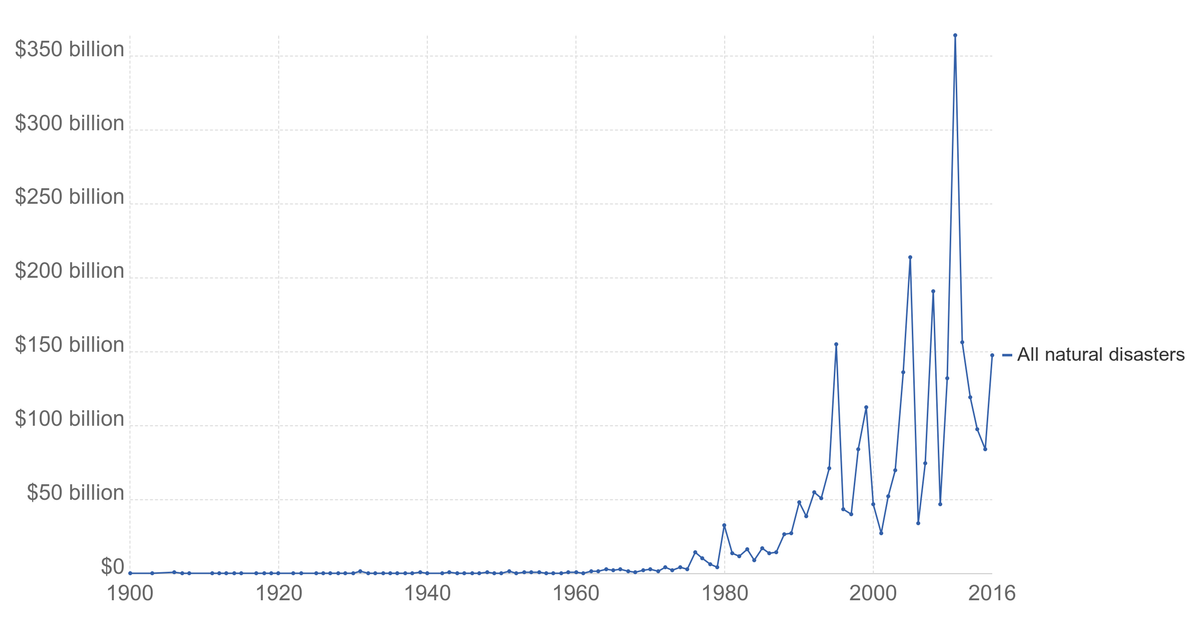 $350 billion
$300 billion
$250 billion
$200 billion
$150 billion
All natural disasters
$100 billion
$50 billion
$0
1900 1920 1940 1960 1980 2000 2016